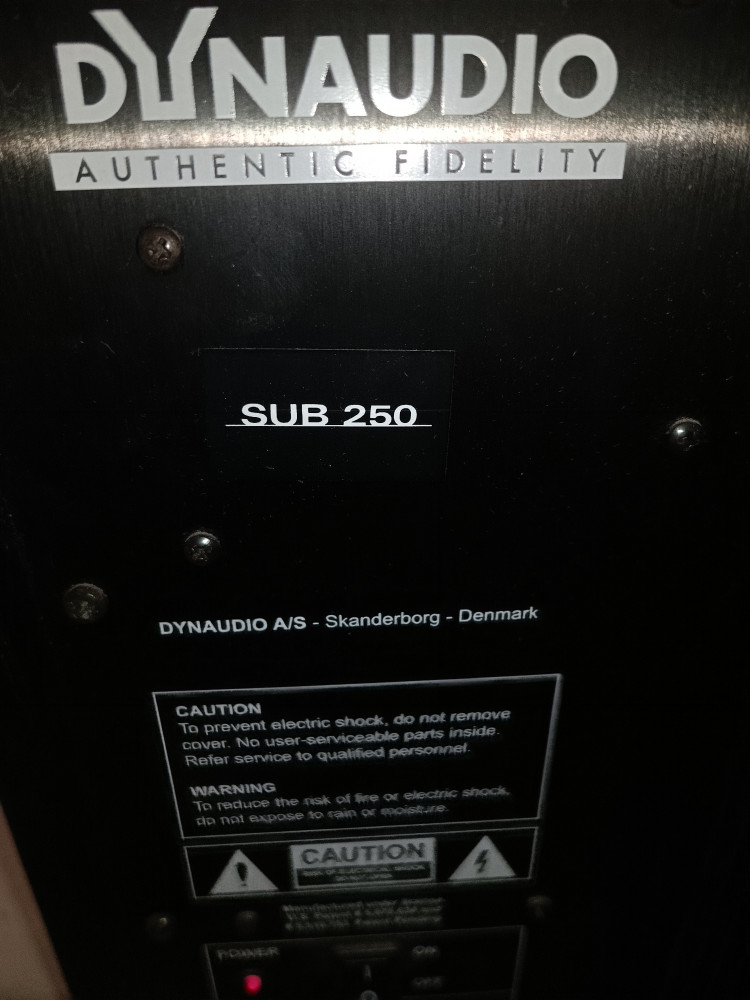 DYNAUDIO
AUTHENTIC FIDELITY
SUB 250
DYNAUDIO A/S - Skanderborg - Denmark
CAUTION
To prevent electric shock, do not remove
cover. No user-serviceable parts inside.
Refer service to qualified personnel.
WARNING
To reduce the risk of fire or electric shock,
do not expose to rain or moisture.
CAUTION
Manufactured under
POWER
ON
OFF